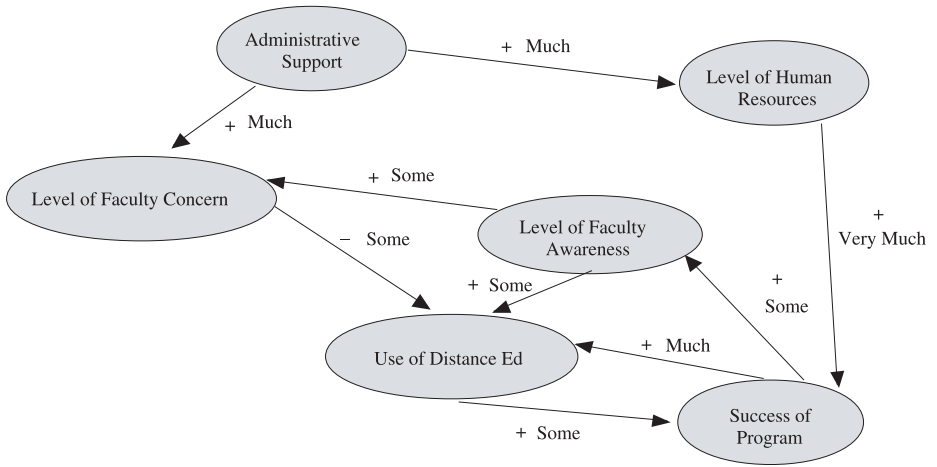 Administrative
Support
+ Much
Level of Human
Resources
+ Much
Level of Faculty Concern
+ Some
Level of Faculty
Awareness
+
Very Much
− Some
+ Some
+
Some
Use of Distance Ed
+ Much
Success of
Program
+ Some